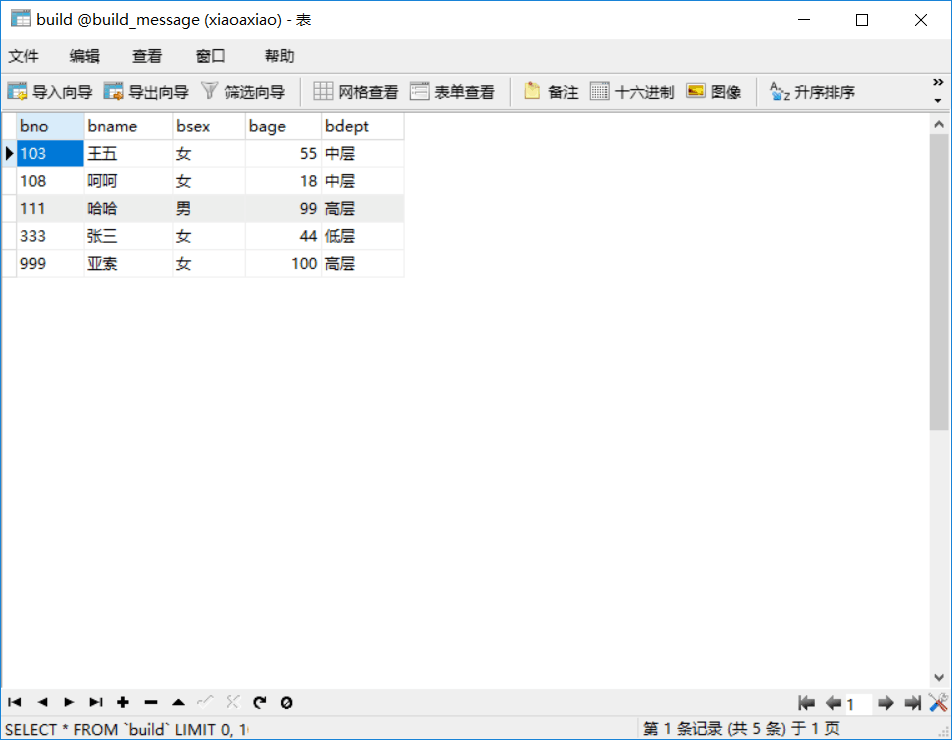 build @build_message (xiaoaxiao) - 表
文件 编辑 查看 窗口 帮助
导入向导 导出向导 筛选向导 网格查看 表单查看 备注 十六进制 图像 升序排序
bno bname bsex bage bdept
103 王五 女 55 中层
108 呵呵 女 18 中层
111 哈哈 男 99 高层
333 张三 女 44 低层
999 亚索 女 100 高层
1
SELECT * FROM `build` LIMIT 0, 1 第 1 条记录 (共 5 条) 于 1 页